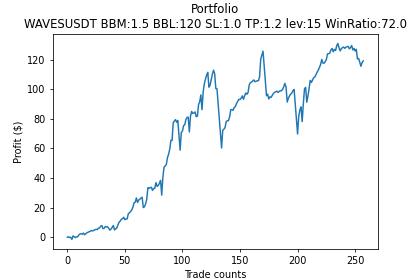 Portfolio
WAVESUSDT BBM:1.5 BBL:120 SL:1.0 TP:1.2 lev:15 WinRatio:72.0
120
100
80
60
40
20
0
Profit ($)
0 50 100 150 200 250
Trade counts